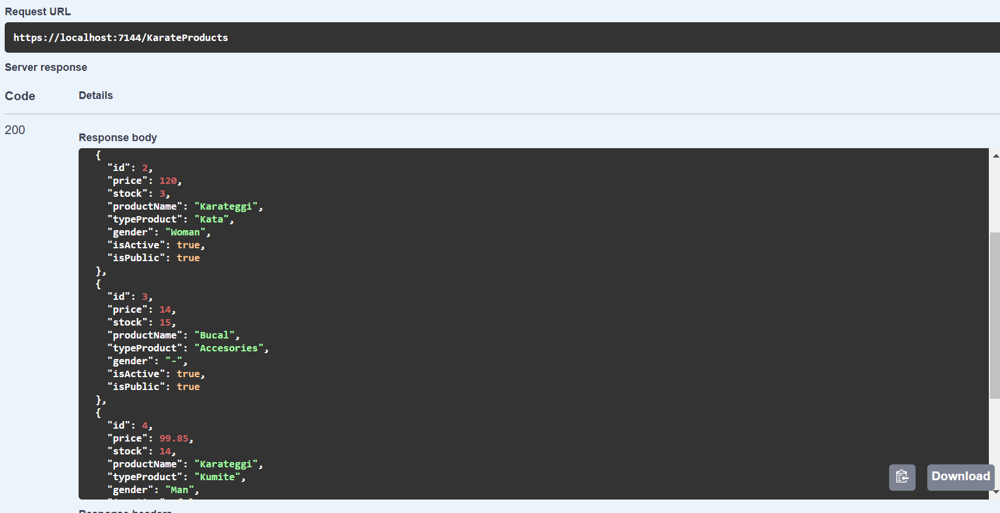 Request URL
https://localhost:7144/KarateProducts
Server response
Code Details
200
Response body
{
"id": 2,
"price": 120,
"stock": 3,
"productName": "Karateggi",
"typeProduct": "Kata",
"gender": "Woman",
"isActive": true,
"isPublic": true
},
{
"id": 3,
"price": 14,
"stock": 15,
"productName": "Bucal",
"typeProduct": "Accesories",
"gender": "-",
"isActive": true,
"isPublic": true
},
{
"id": 4,
"price": 99.85,
"stock": 14,
"productName": "Karateggi",
"typeProduct": "Kumite",
"gender": "Man",
Download
Response headers